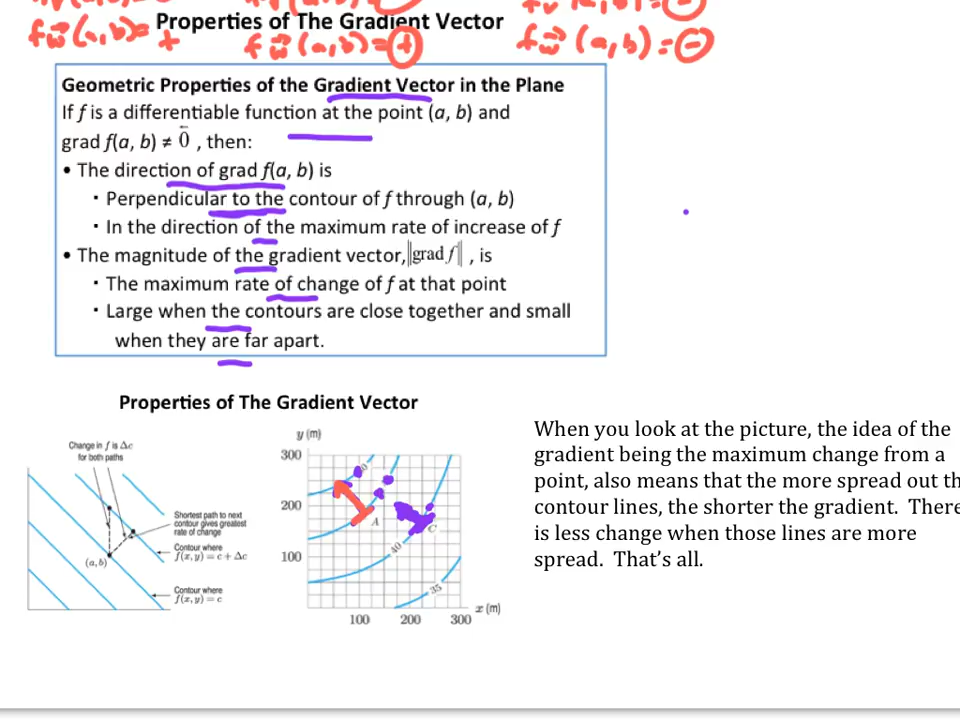 Properties of The Gradient Vector
f w (a,b)= +
f w (a,b)= +
f w (a,b)= −
Geometric Properties of the Gradient Vector in the Plane
If f is a differentiable function at the point (a, b) and
grad f(a, b) ≠ 0 , then:
• The direction of grad f(a, b) is
· Perpendicular to the contour of f through (a, b)
· In the direction of the maximum rate of increase of f
• The magnitude of the gradient vector, ‖grad f‖ , is
· The maximum rate of change of f at that point
· Large when the contours are close together and small
when they are far apart.
Properties of The Gradient Vector
Change in f is Δc
for both paths
Shortest path to next
contour gives greatest
rate of change
Contour where
f(x, y) = c + Δc
(a, b)
Contour where
f(x, y) = c
y (m)
300
200
100
A
C
40
35
x (m)
100 200 300
When you look at the picture, the idea of the
gradient being the maximum change from a
point, also means that the more spread out th
contour lines, the shorter the gradient. There
is less change when those lines are more
spread. That's all.